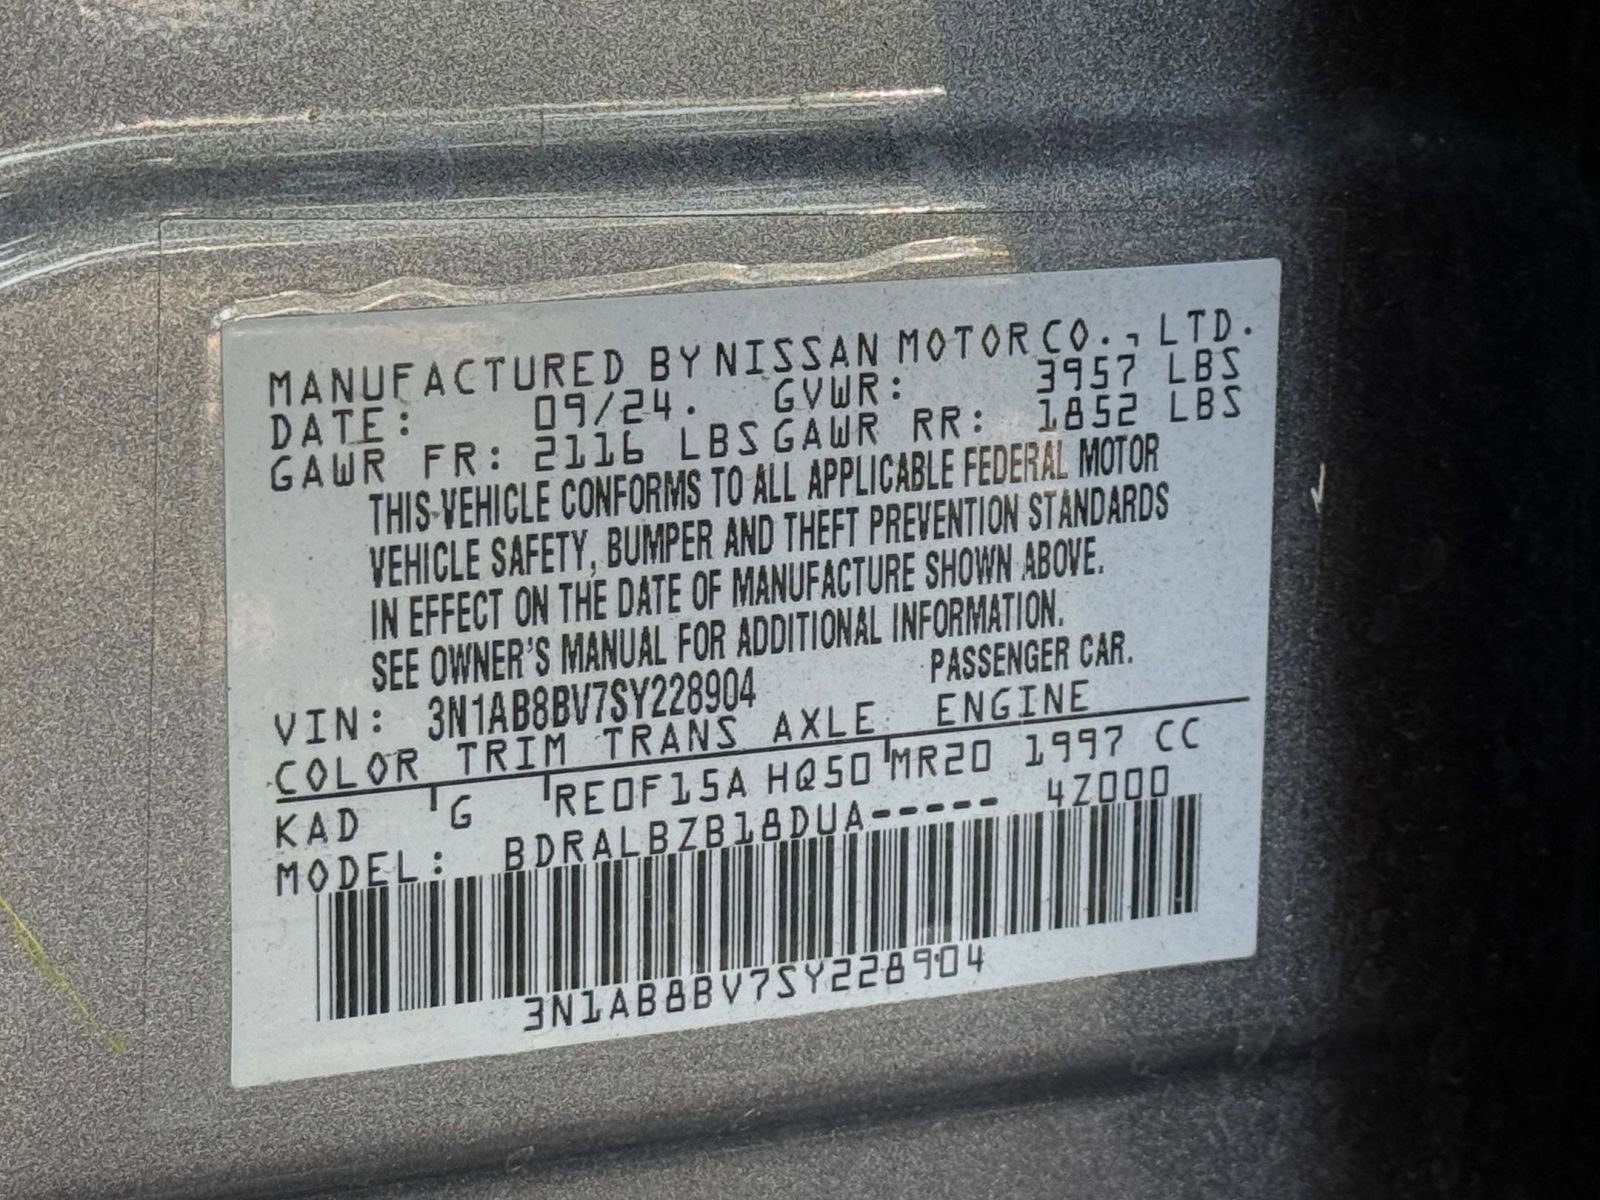 MANUFACTURED BY NISSAN MOTOR CO., LTD.
DATE: 09/24. GVWR: 3957 LBS
GAWR FR: 2116 LBS GAWR RR: 1852 LBS
THIS VEHICLE CONFORMS TO ALL APPLICABLE FEDERAL MOTOR
VEHICLE SAFETY, BUMPER AND THEFT PREVENTION STANDARDS
IN EFFECT ON THE DATE OF MANUFACTURE SHOWN ABOVE.
SEE OWNER'S MANUAL FOR ADDITIONAL INFORMATION.
VIN: 3N1AB8BV7SY228904 PASSENGER CAR.
COLOR TRIM TRANS AXLE ENGINE
KAD G RE0F15A HQ50 MR20 1997 CC
MODEL: BDRALBZB18DUA----- 4Z000
3N1AB8BV7SY228904